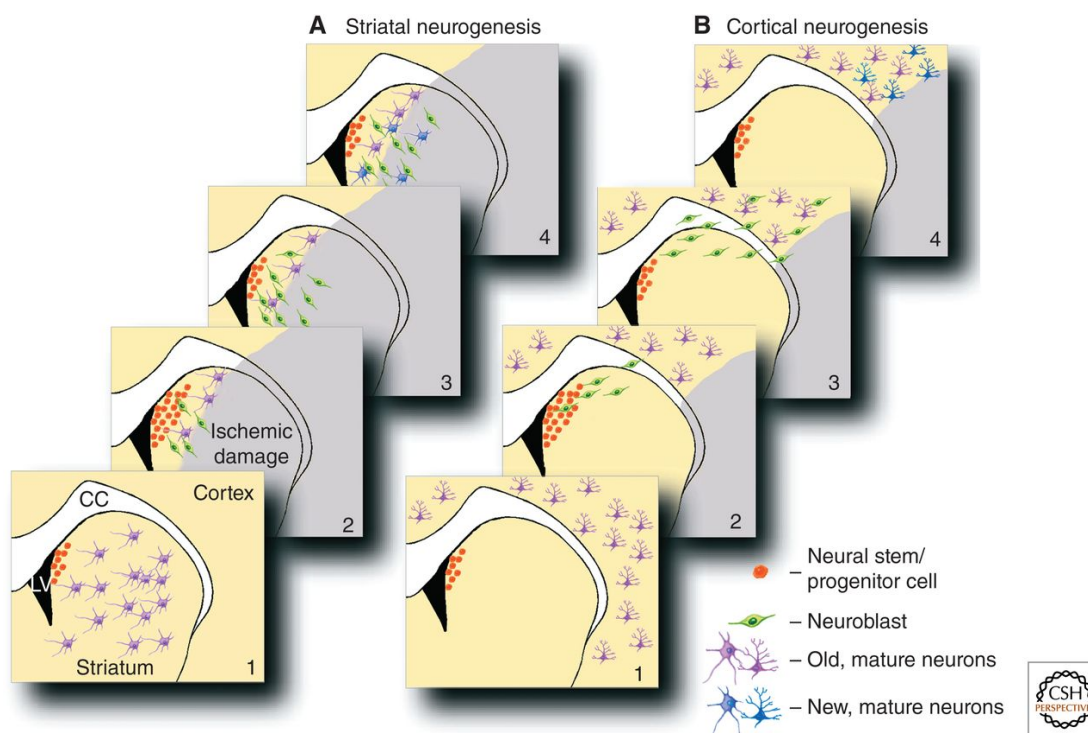 A Striatal neurogenesis
B Cortical neurogenesis
4
4
3
3
Ischemic
damage
2
2
CC
Cortex
LV
Striatum
1
1
– Neural stem/
progenitor cell
– Neuroblast
– Old, mature neurons
– New, mature neurons
CSH